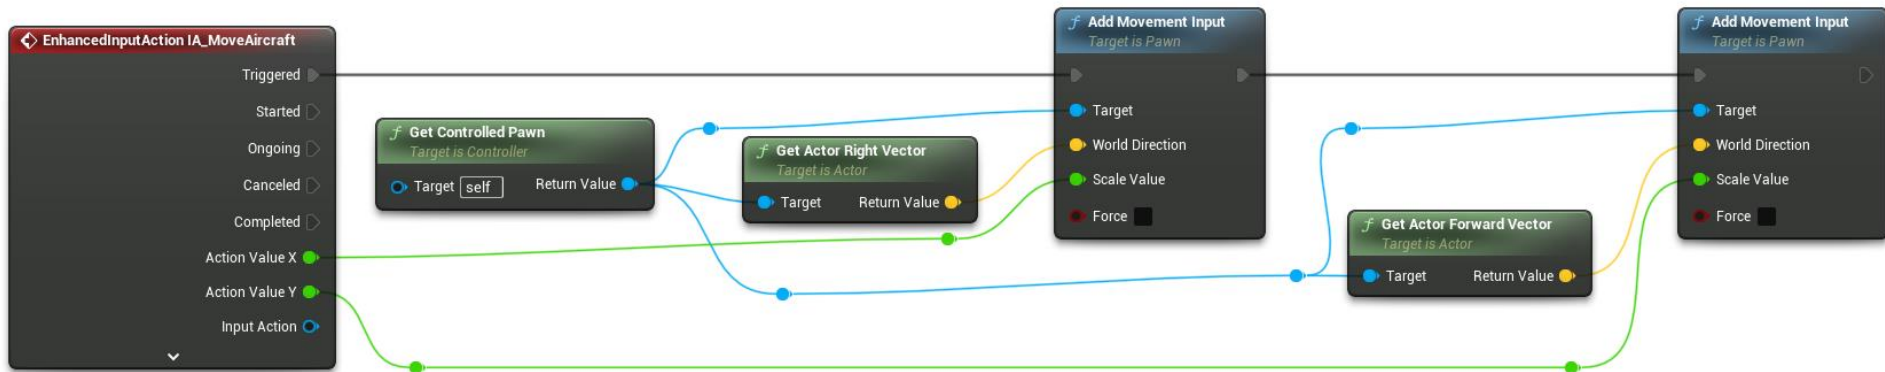 EnhancedInputAction IA_MoveAircraft
Triggered
Started
Ongoing
Canceled
Completed
Action Value X
Action Value Y
Input Action
f Get Controlled Pawn
Target is Controller
Target self Return Value
f Get Actor Right Vector
Target is Actor
Target Return Value
f Add Movement Input
Target is Pawn
Target
World Direction
Scale Value
Force
f Get Actor Forward Vector
Target is Actor
Target Return Value
f Add Movement Input
Target is Pawn
Target
World Direction
Scale Value
Force